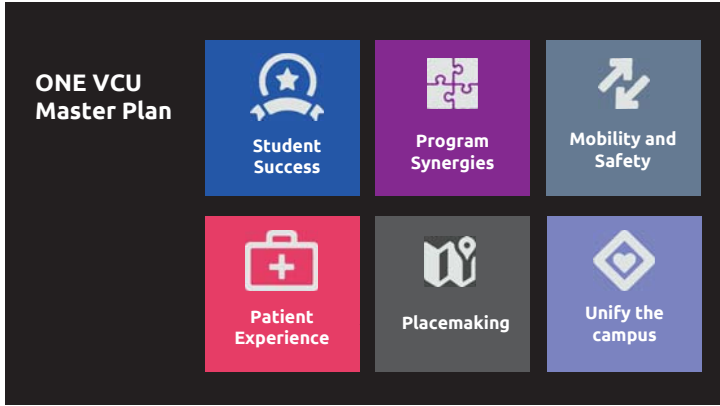 ONE VCU
Master Plan
Student
Success
Program
Synergies
Mobility and
Safety
Patient
Experience
Placemaking
Unify the
campus